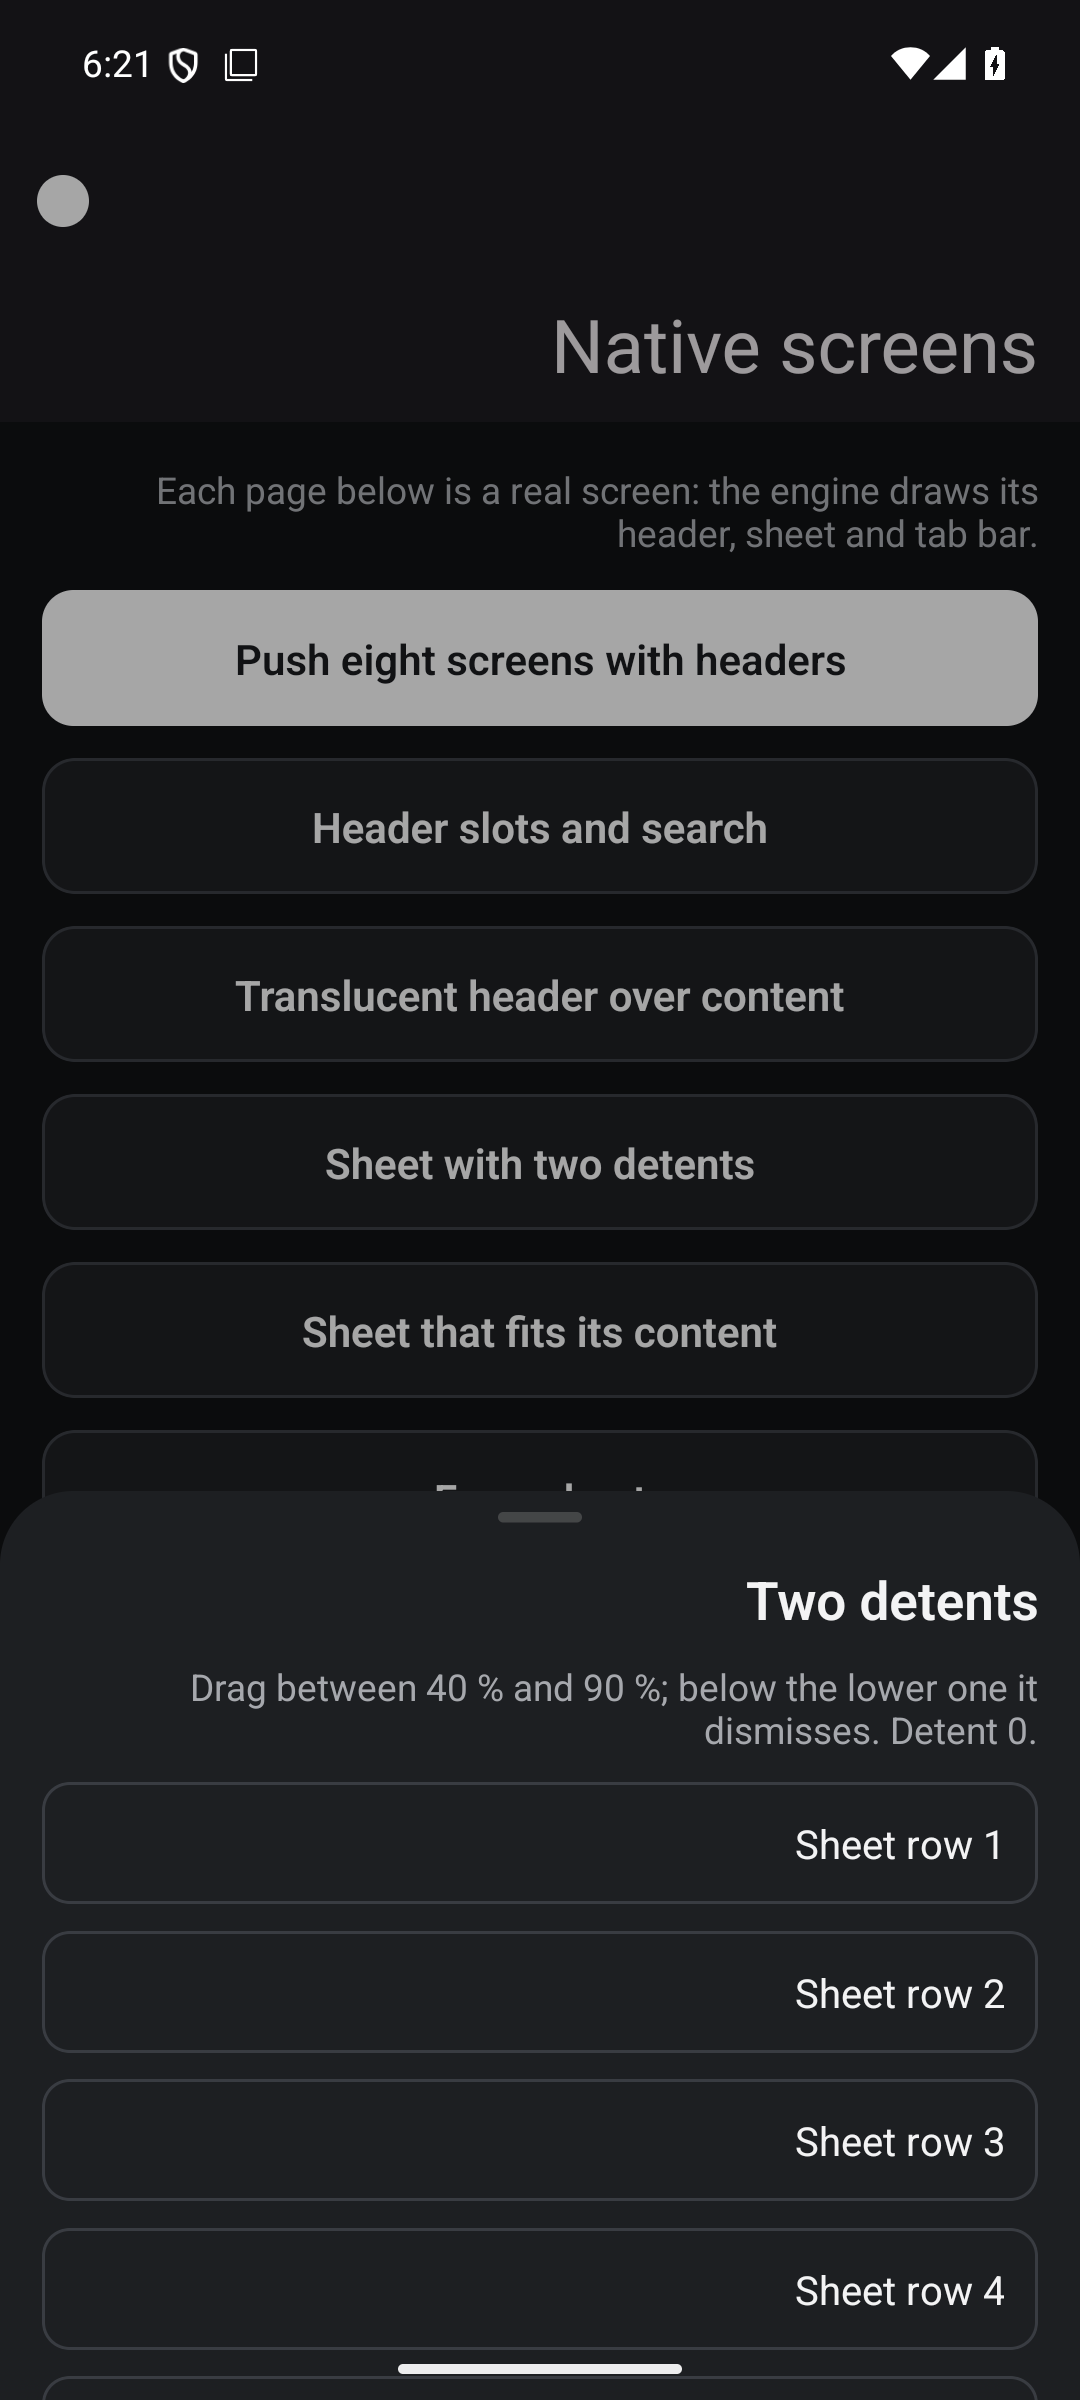 6:21
Native screens
Each page below is a real screen: the engine draws its
header, sheet and tab bar.
Push eight screens with headers
Header slots and search
Translucent header over content
Sheet with two detents
Sheet that fits its content
Two detents
Drag between 40 % and 90 %; below the lower one it
dismisses. Detent 0.
Sheet row 1
Sheet row 2
Sheet row 3
Sheet row 4